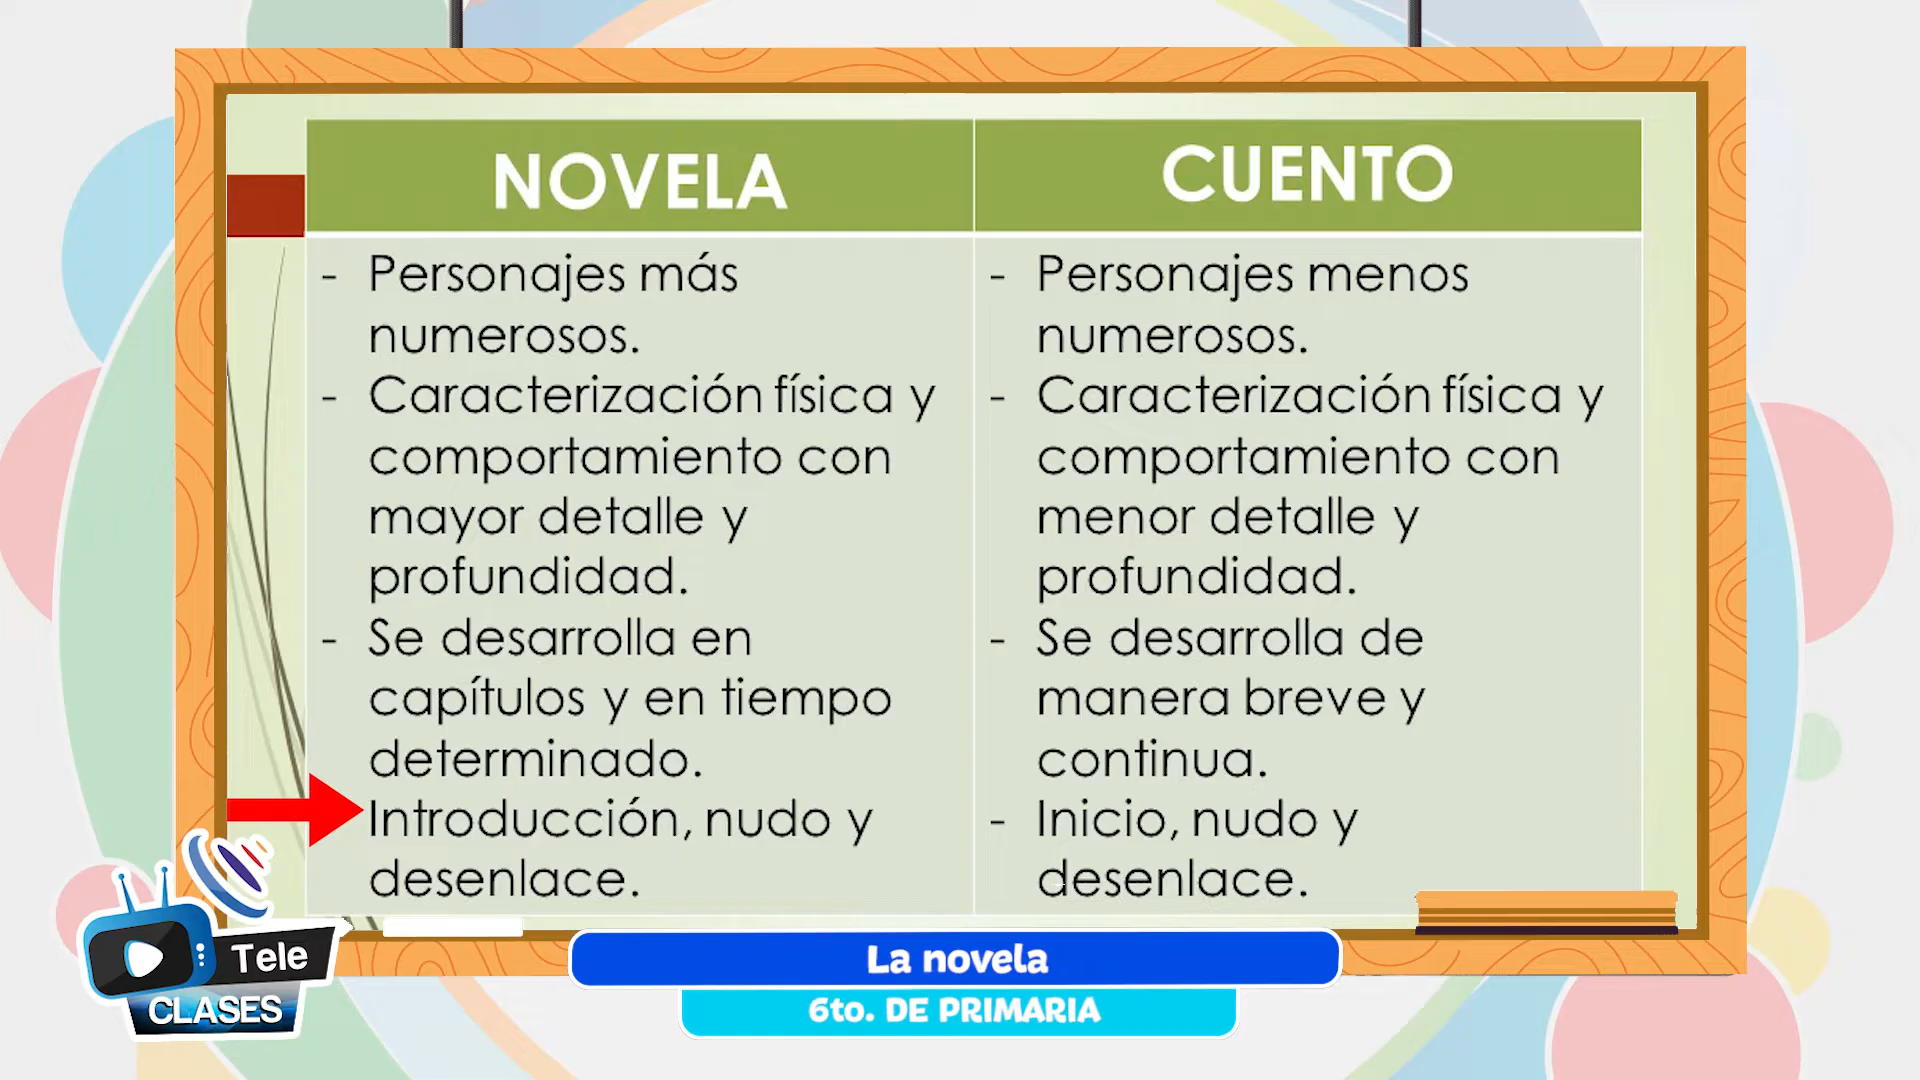 NOVELA
CUENTO
- Personajes más
numerosos.
- Caracterización física y
comportamiento con
mayor detalle y
profundidad.
- Se desarrolla en
capítulos y en tiempo
determinado.
Introducción, nudo y
desenlace.
- Personajes menos
numerosos.
- Caracterización física y
comportamiento con
menor detalle y
profundidad.
- Se desarrolla de
manera breve y
continua.
- Inicio, nudo y
desenlace.
Tele
CLASES
La novela
6to. DE PRIMARIA